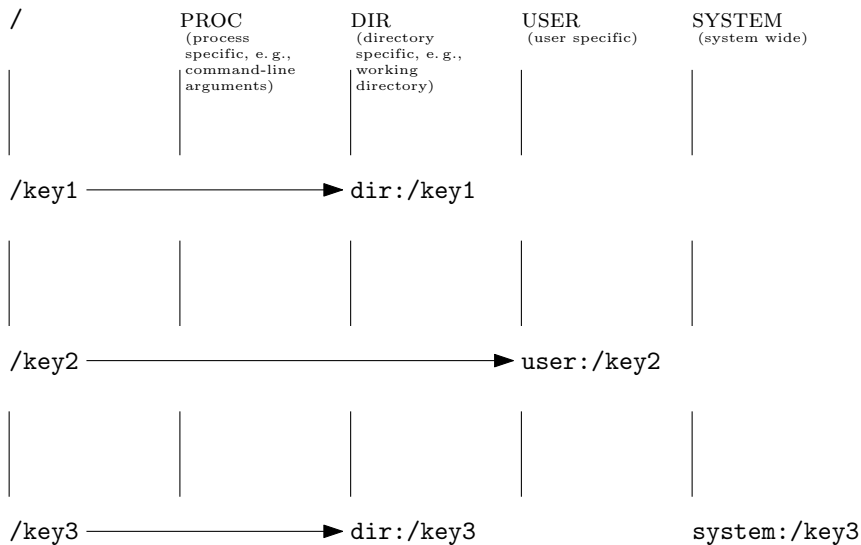 / PROC DIR USER SYSTEM
(process (directory (user specific) (system wide)
specific, e. g., specific, e. g.,
command-line working
arguments) directory)
/key1 dir:/key1
/key2 user:/key2
/key3 dir:/key3 system:/key3